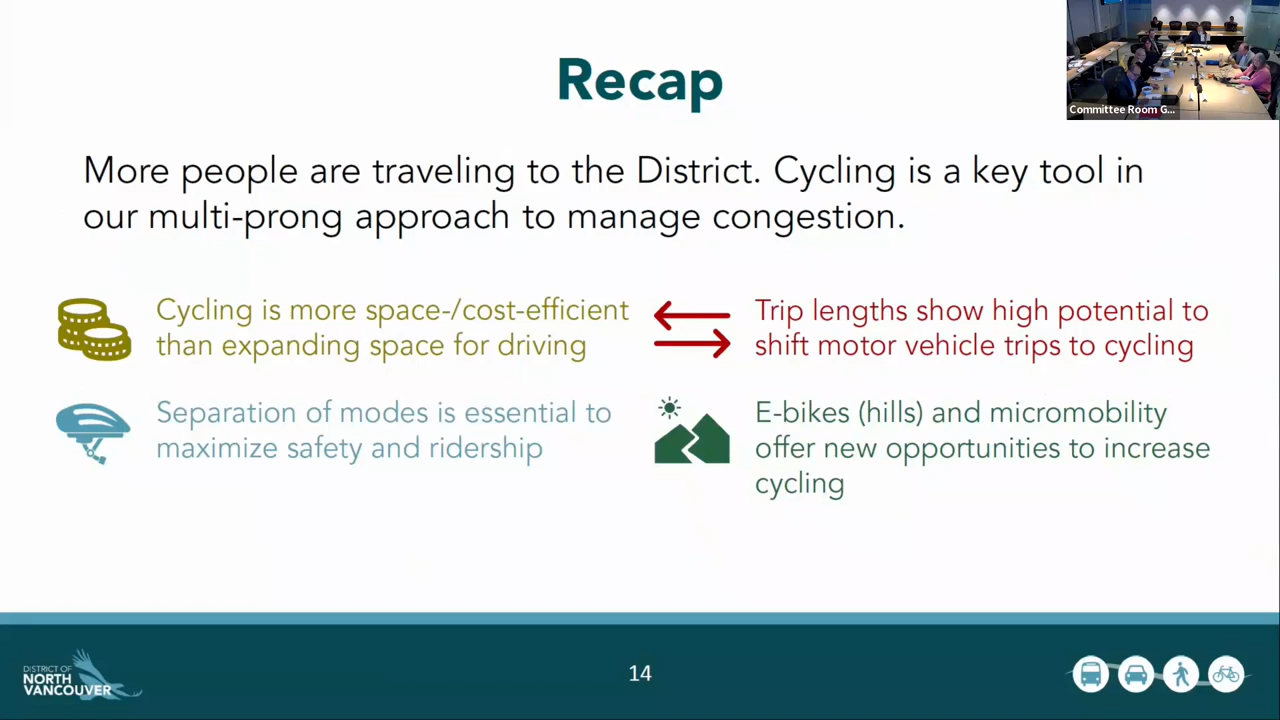 Recap
Committee Room G...
More people are traveling to the District. Cycling is a key tool in
our multi-prong approach to manage congestion.
Cycling is more space-/cost-efficient
than expanding space for driving
Trip lengths show high potential to
shift motor vehicle trips to cycling
Separation of modes is essential to
maximize safety and ridership
E-bikes (hills) and micromobility
offer new opportunities to increase
cycling
DISTRICT OF
NORTH
VANCOUVER
14